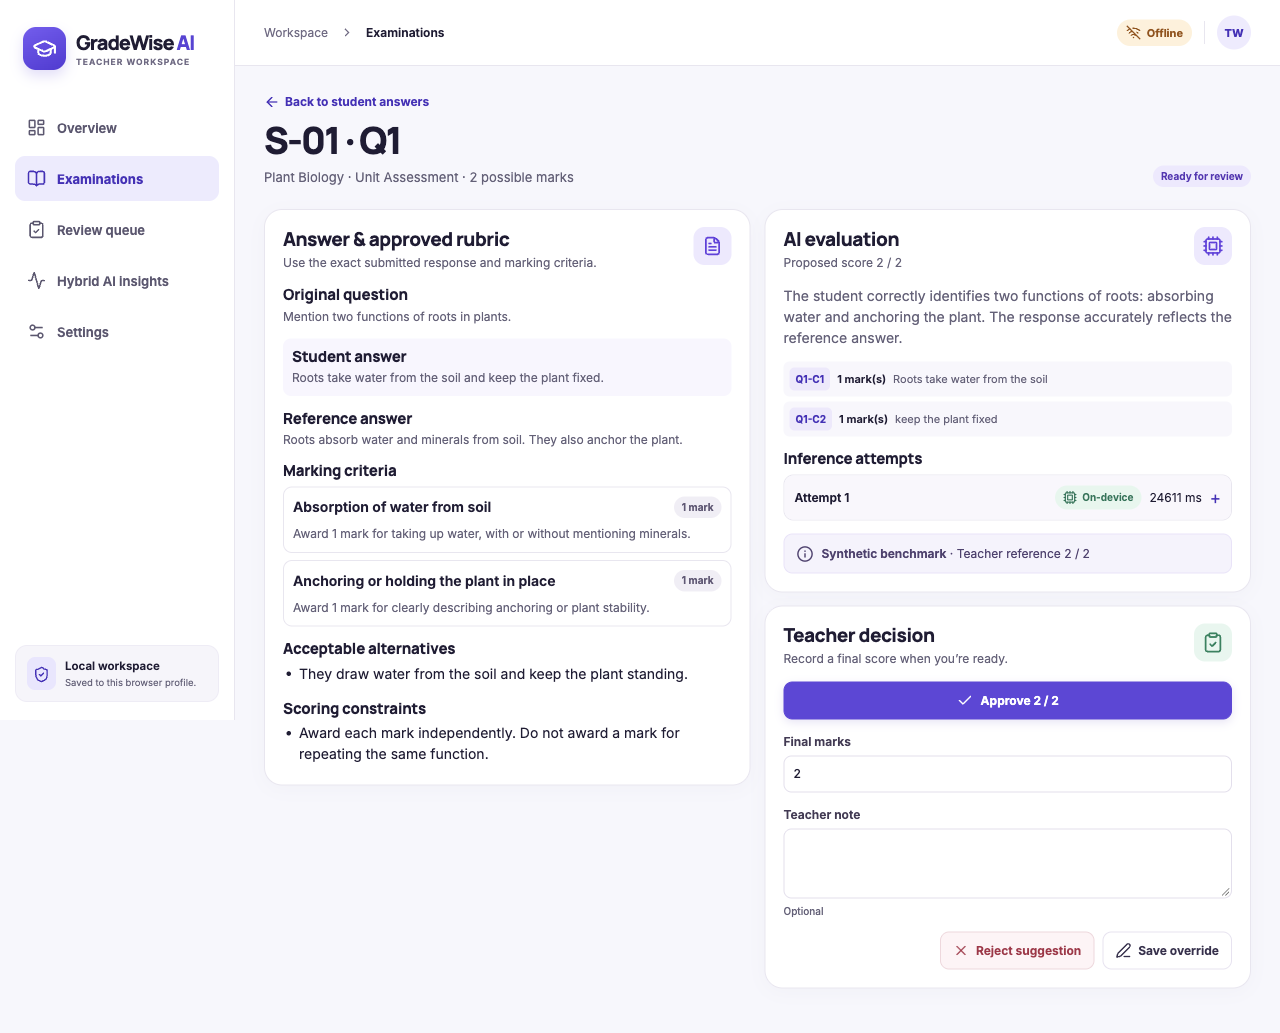 GradeWise AI
TEACHER WORKSPACE
Overview
Examinations
Review queue
Hybrid AI insights
Settings
Local workspace
Saved to this browser profile.
Workspace > Examinations
Offline
TW
← Back to student answers
S-01 · Q1
Plant Biology · Unit Assessment · 2 possible marks
Ready for review
Answer & approved rubric
Use the exact submitted response and marking criteria.
Original question
Mention two functions of roots in plants.
Student answer
Roots take water from the soil and keep the plant fixed.
Reference answer
Roots absorb water and minerals from soil. They also anchor the plant.
Marking criteria
Absorption of water from soil 1 mark
Award 1 mark for taking up water, with or without mentioning minerals.
Anchoring or holding the plant in place 1 mark
Award 1 mark for clearly describing anchoring or plant stability.
Acceptable alternatives
• They draw water from the soil and keep the plant standing.
Scoring constraints
• Award each mark independently. Do not award a mark for
repeating the same function.
AI evaluation
Proposed score 2 / 2
The student correctly identifies two functions of roots: absorbing
water and anchoring the plant. The response accurately reflects the
reference answer.
Q1-C1 1 mark(s) Roots take water from the soil
Q1-C2 1 mark(s) keep the plant fixed
Inference attempts
Attempt 1 On-device 24611 ms +
Synthetic benchmark · Teacher reference 2 / 2
Teacher decision
Record a final score when you're ready.
Approve 2 / 2
Final marks
2
Teacher note
Optional
Reject suggestion
Save override